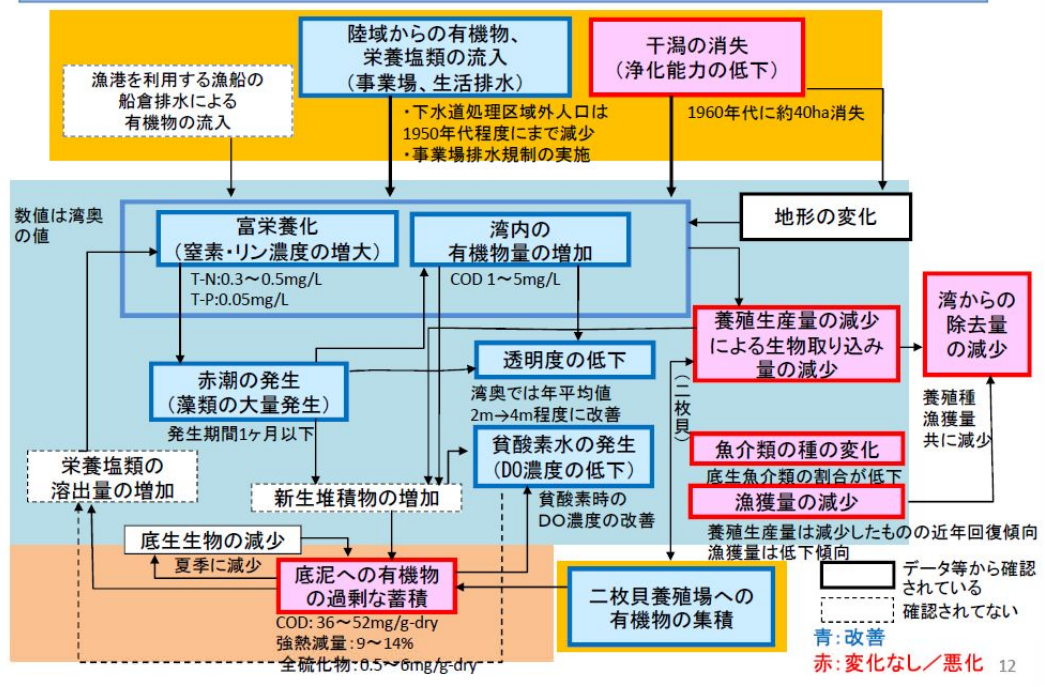 陸域からの有機物、
栄養塩類の流入
（事業場、生活排水）
干潟の消失
（浄化能力の低下）
漁港を利用する漁船の
船倉排水による
有機物の流入
・下水道処理区域外人口は
1950年代程度にまで減少
・事業場排水規制の実施
1960年代に約40ha消失
数値は湾奥
の値
富栄養化
（窒素・リン濃度の増大）
T-N:0.3～0.5mg/L
T-P:0.05mg/L
湾内の
有機物量の増加
COD 1～5mg/L
地形の変化
養殖生産量の減少
による生物取り込み
量の減少
湾からの
除去量
の減少
赤潮の発生
（藻類の大量発生）
発生期間1ヶ月以下
透明度の低下
湾奥では年平均値
2m→4m程度に改善
（二枚貝）
養殖種
漁獲量
共に減少
栄養塩類の
溶出量の増加
新生堆積物の増加
貧酸素水の発生
（DO濃度の低下）
貧酸素時の
DO濃度の改善
魚介類の種の変化
底生魚介類の割合が低下
漁獲量の減少
養殖生産量は減少したものの近年回復傾向
漁獲量は低下傾向
底生生物の減少
夏季に減少
底泥への有機物
の過剰な蓄積
COD: 36～52mg/g-dry
強熱減量：9～14%
全硫化物：0.5～6mg/g-dry
二枚貝養殖場への
有機物の集積
データ等から確認
されている
確認されてない
青：改善
赤：変化なし／悪化
12